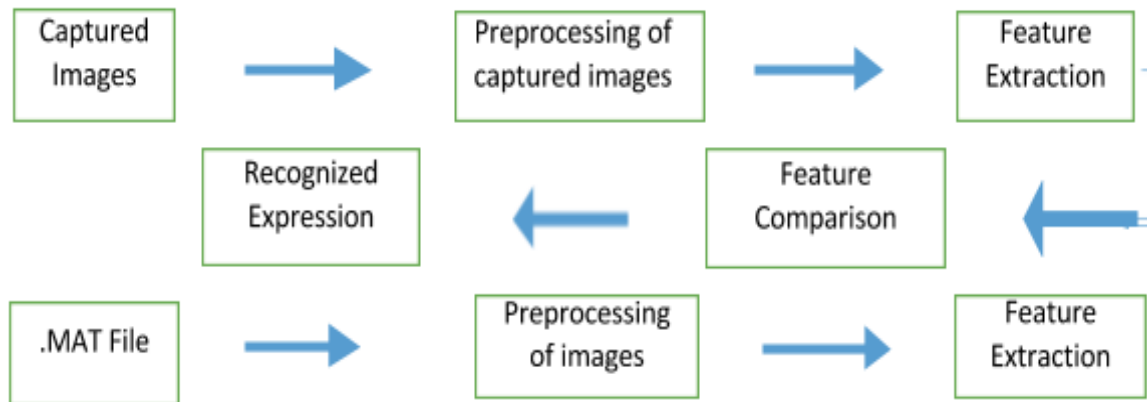 Captured
Images
Preprocessing of
captured images
Feature
Extraction
Recognized
Expression
Feature
Comparison
.MAT File
Preprocessing
of images
Feature
Extraction